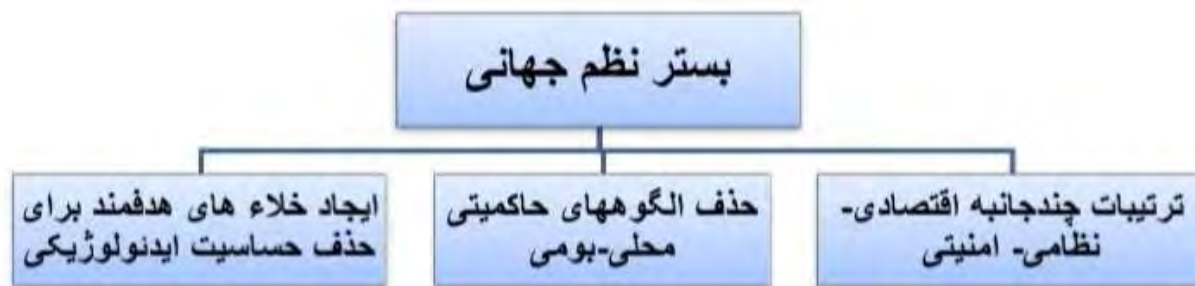 بستر نظم جهانی
ترتیبات چندجانبه اقتصادی-
نظامی- امنیتی
حذف الگوههای حاکمیتی
محلی-بومی
ایجاد خلاء های هدفمند برای
حذف حساسیت ایدئولوژیکی